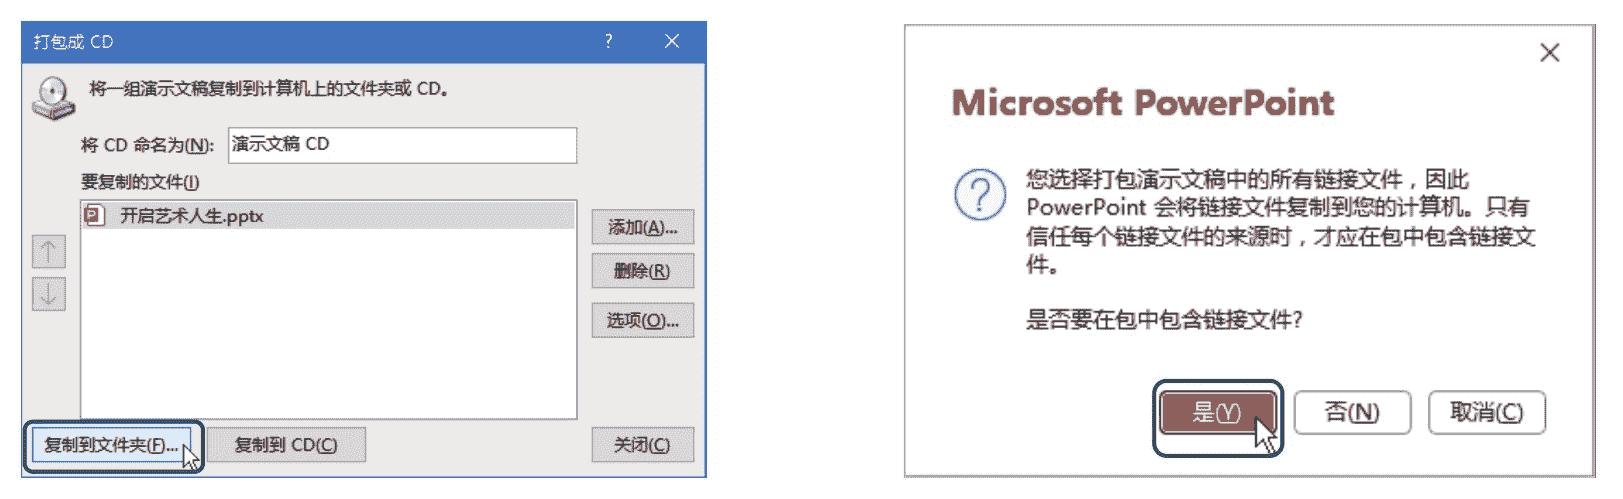 打包成 CD
?
将一组演示文稿复制到计算机上的文件夹或 CD。
将 CD 命名为(N):
演示文稿 CD
要复制的文件(I)
开启艺术人生.pptx
添加(A)...
删除(R)
选项(O)...
复制到文件夹(F)...
复制到 CD(C)
关闭(C)
Microsoft PowerPoint
您选择打包演示文稿中的所有链接文件，因此
PowerPoint 会将链接文件复制到您的计算机。只有
信任每个链接文件的来源时，才应在包中包含链接文
件。
是否要在包中包含链接文件?
是(Y)
否(N)
取消(C)